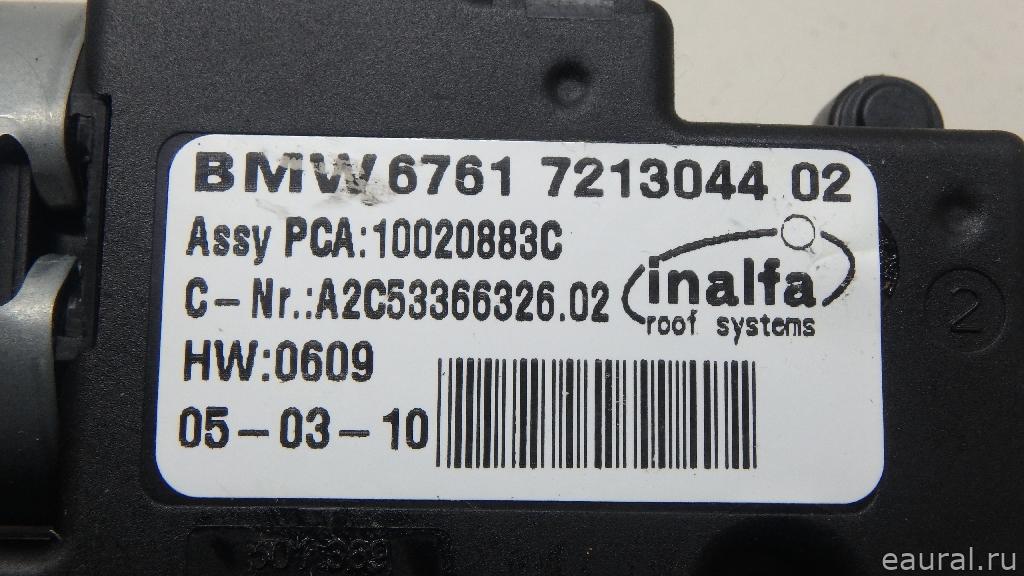 BMW 6761 7213044 02
Assy PCA:10020883C
C-Nr.:A2C53366326.02
inalfa
roof systems
HW:0609
05-03-10
2
eaural.ru